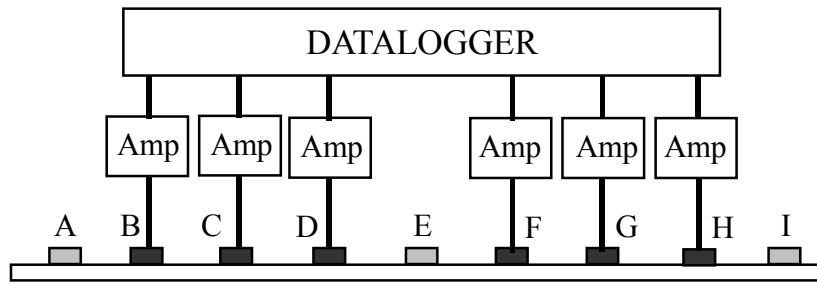 DATALOGGER
Amp Amp Amp Amp Amp Amp
A B C D E F G H I